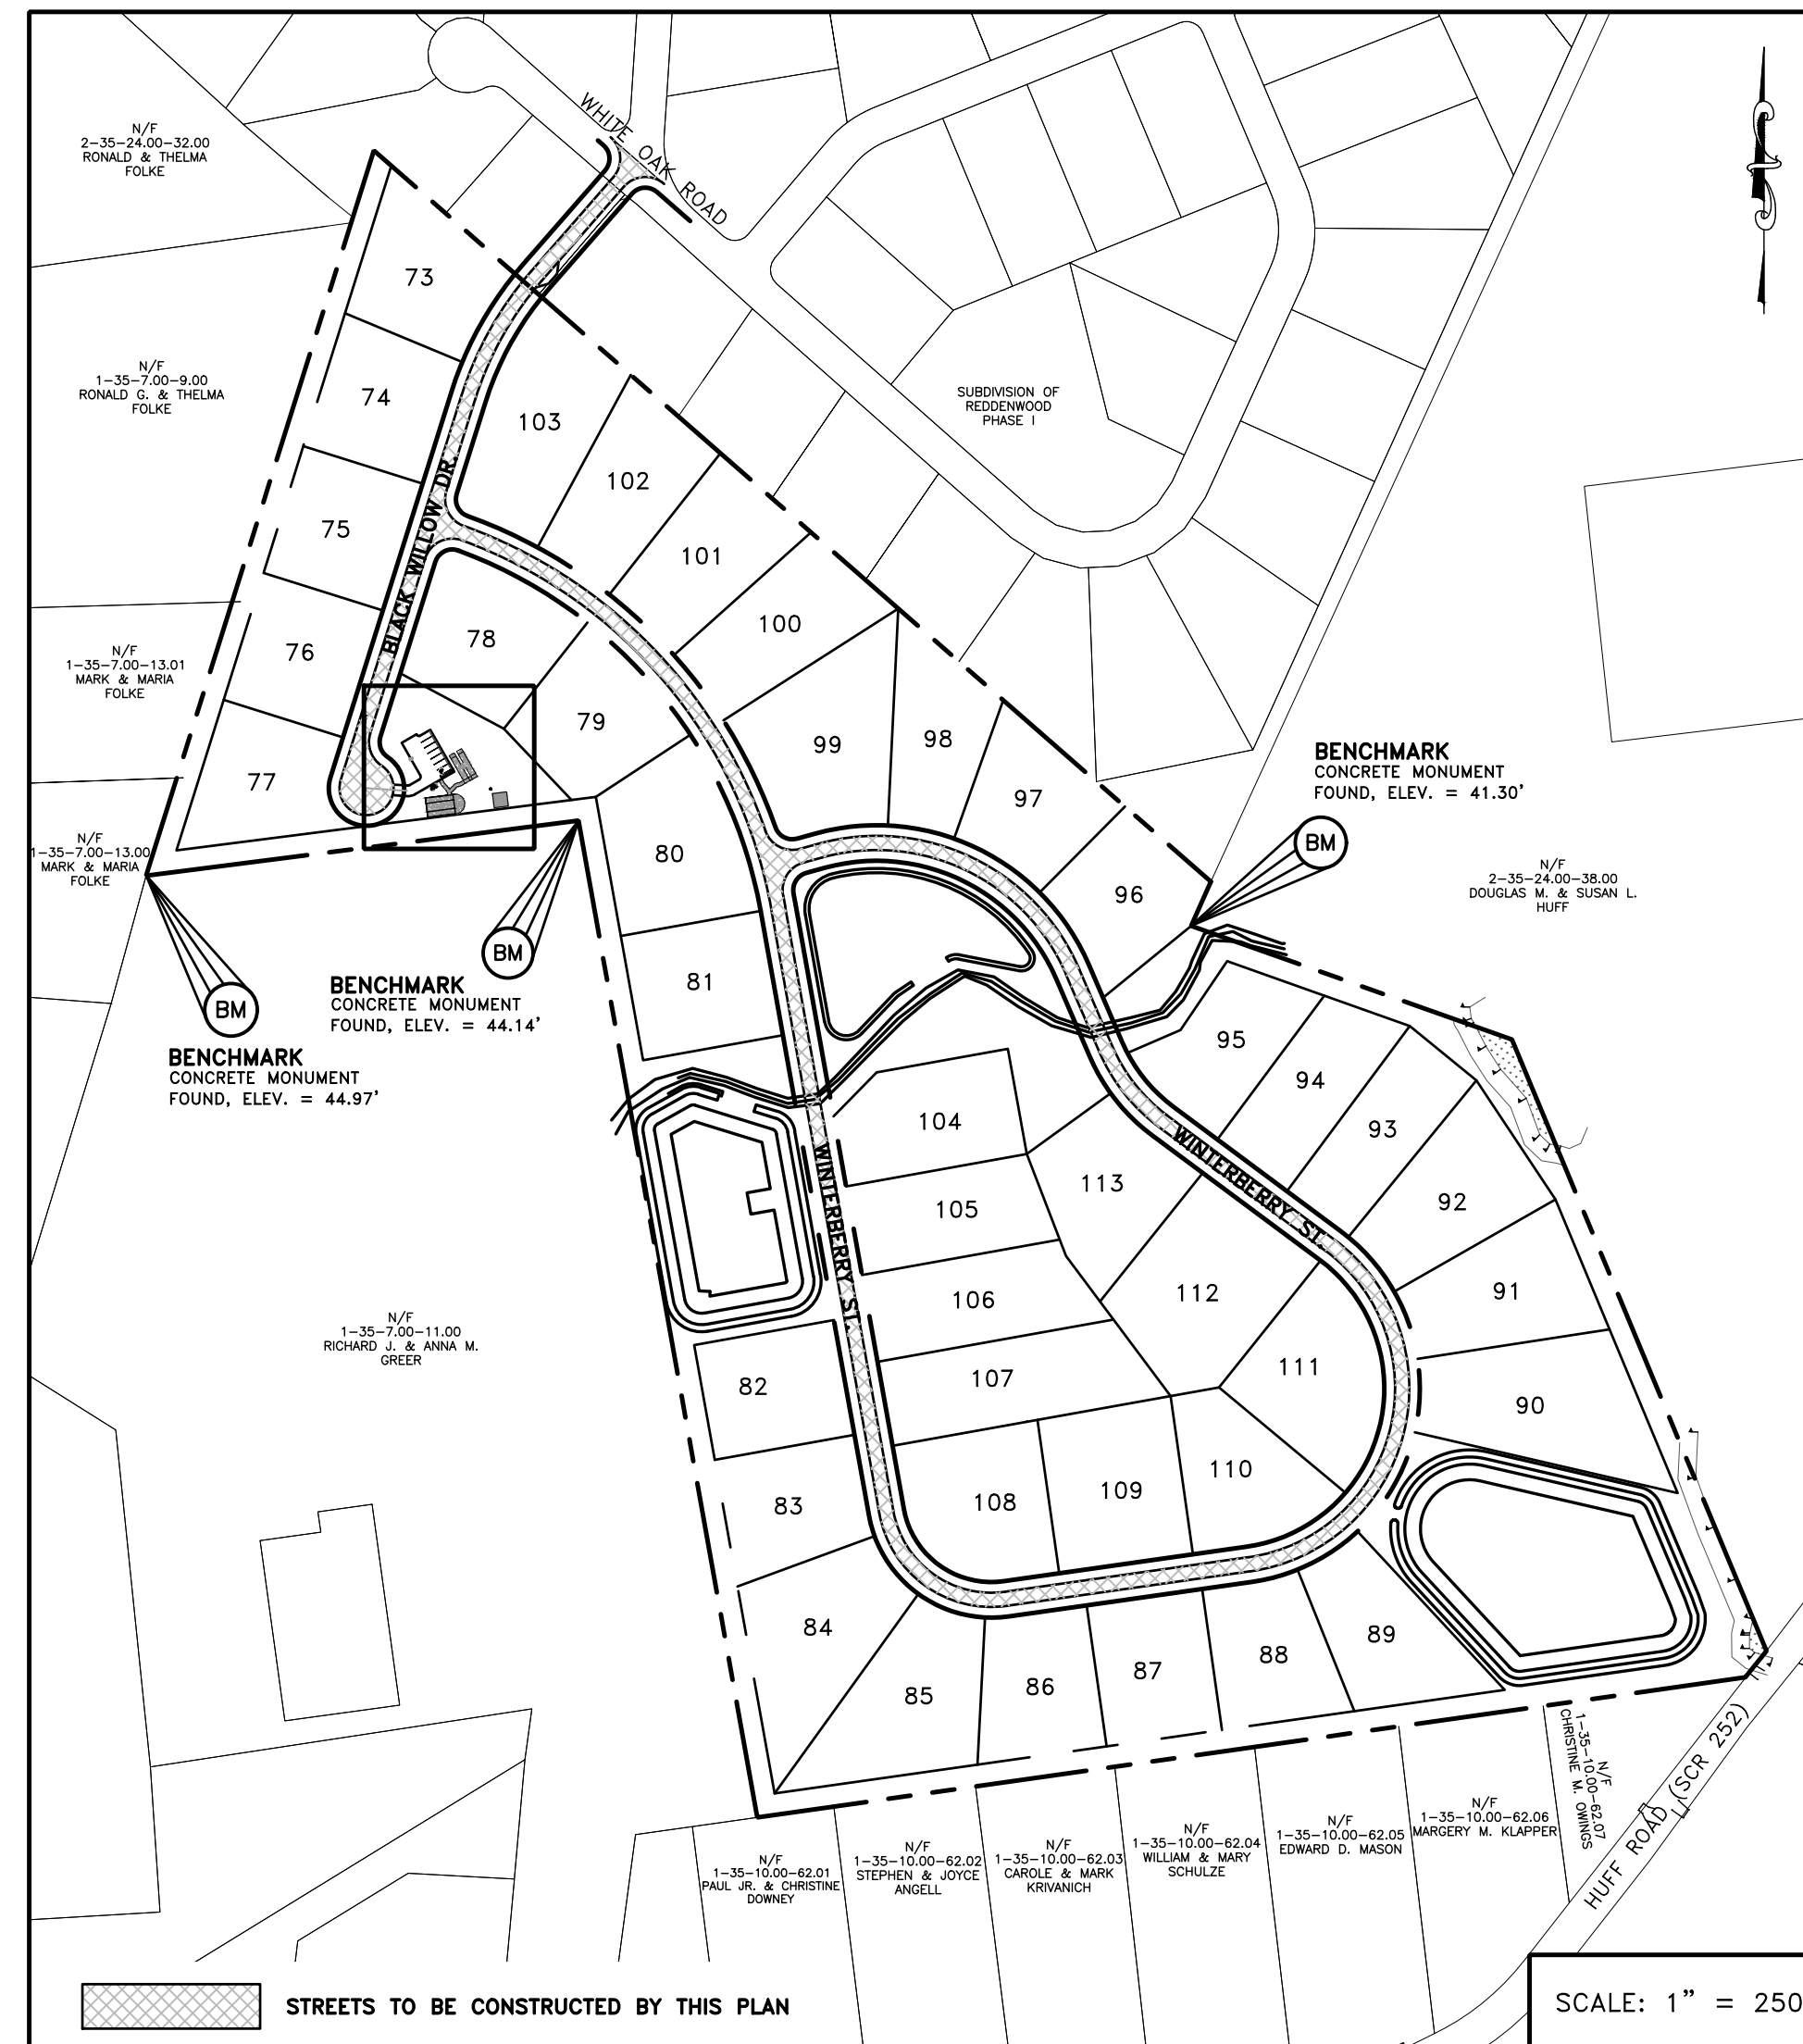 WHITE OAK ROAD
N/F
2-35-24.00-32.00
RONALD & THELMA
FOLKE
73
N/F
1-35-7.00-9.00
RONALD G. & THELMA
FOLKE
74
103
SUBDIVISION OF
REDDENWOOD
PHASE I
102
BLACK WILLOW DR.
75
101
100
78
76
N/F
1-35-7.00-13.01
MARK & MARIA
FOLKE
79
99
98
77
97
BENCHMARK
CONCRETE MONUMENT
FOUND, ELEV. = 41.30'
BM
N/F
1-35-7.00-13.00
MARK & MARIA
FOLKE
80
96
N/F
2-35-24.00-38.00
DOUGLAS M. & SUSAN L.
HUFF
BM
BENCHMARK
CONCRETE MONUMENT
FOUND, ELEV. = 44.14'
81
BM
BENCHMARK
CONCRETE MONUMENT
FOUND, ELEV. = 44.97'
95
94
93
104
WINTERBERRY ST.
113
92
105
WINTERBERRY ST.
112
91
106
N/F
1-35-7.00-11.00
RICHARD J. & ANNA M.
GREER
111
107
82
90
110
109
108
83
84
89
88
87
86
85
N/F
1-35-10.00-62.01
PAUL JR. & CHRISTINE
DOWNEY
N/F
1-35-10.00-62.02
STEPHEN & JOYCE
ANGELL
N/F
1-35-10.00-62.03
CAROLE & MARK
KRIVANICH
N/F
1-35-10.00-62.04
WILLIAM & MARY
SCHULZE
N/F
1-35-10.00-62.05
EDWARD D. MASON
N/F
1-35-10.00-62.06
MARGERY M. KLAPPER
N/F
1-35-10.00-62.07
CHRISTINE M. OWINGS
HUFF ROAD (SCR 252)
STREETS TO BE CONSTRUCTED BY THIS PLAN
SCALE: 1" = 250